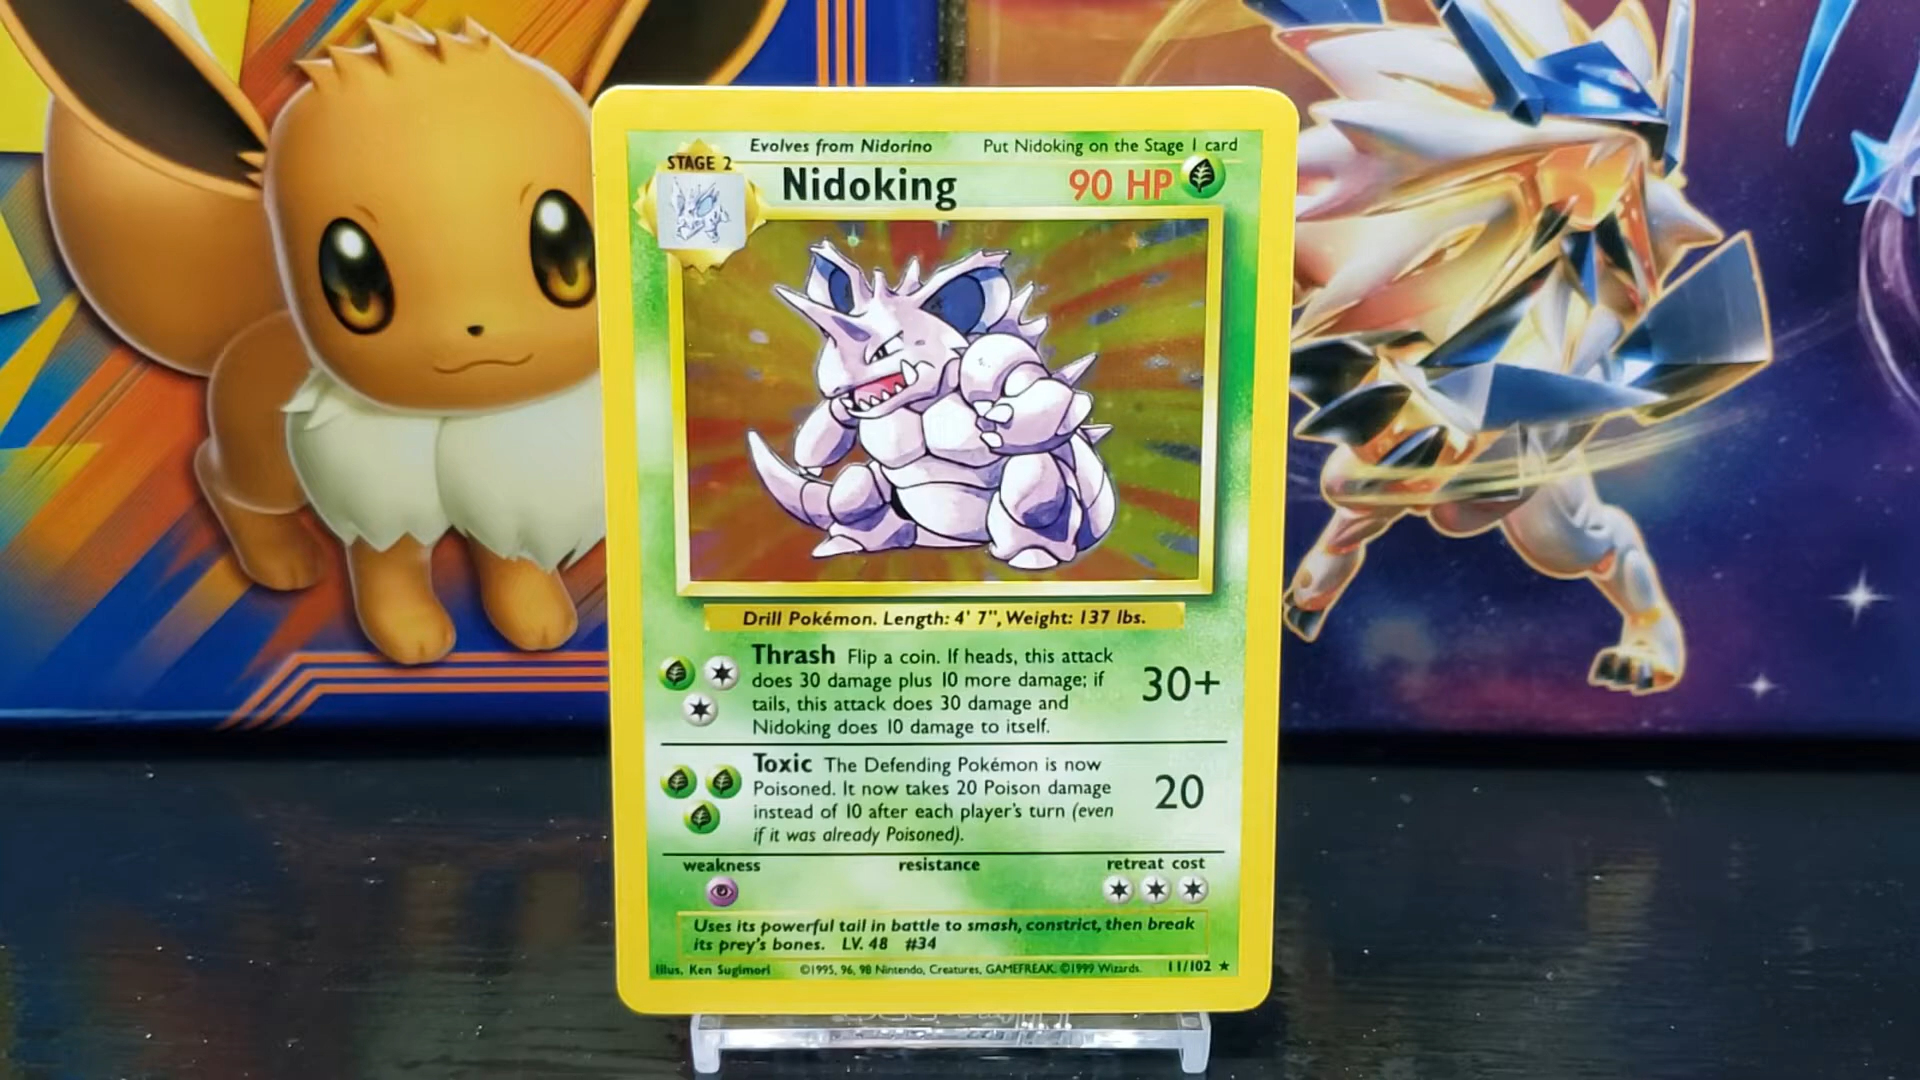 Evolves from Nidorino Put Nidoking on the Stage 1 card
STAGE 2
Nidoking 90 HP
Drill Pokémon. Length: 4' 7", Weight: 137 lbs.
Thrash Flip a coin. If heads, this attack
does 30 damage plus 10 more damage; if
tails, this attack does 30 damage and
Nidoking does 10 damage to itself.
30+
Toxic The Defending Pokémon is now
Poisoned. It now takes 20 Poison damage
instead of 10 after each player's turn (even
if it was already Poisoned).
20
weakness resistance retreat cost
Uses its powerful tail in battle to smash, constrict, then break
its prey's bones. LV. 48 #34
Illus. Ken Sugimori ©1995, 96, 98 Nintendo, Creatures, GAMEFREAK. ©1999 Wizards. 11/102 ★